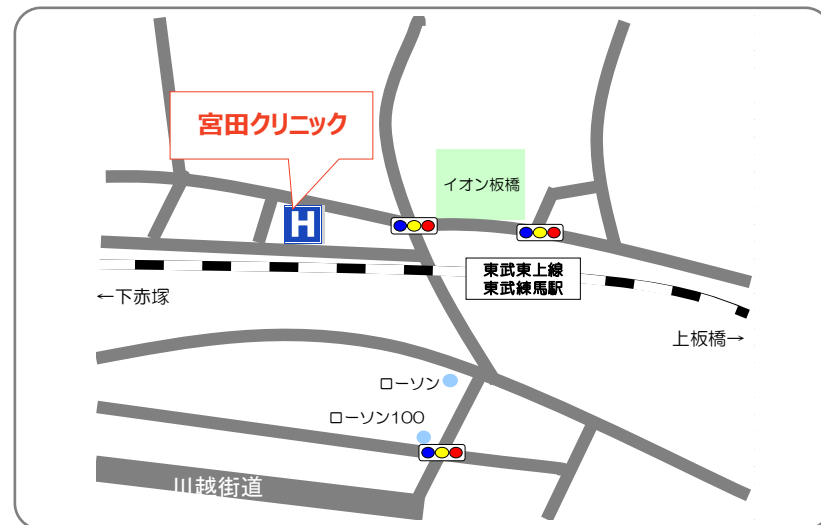 宮田クリニック
イオン板橋
H
東武東上線
東武練馬駅
←下赤塚
上板橋→
ローソン
ローソン100
川越街道